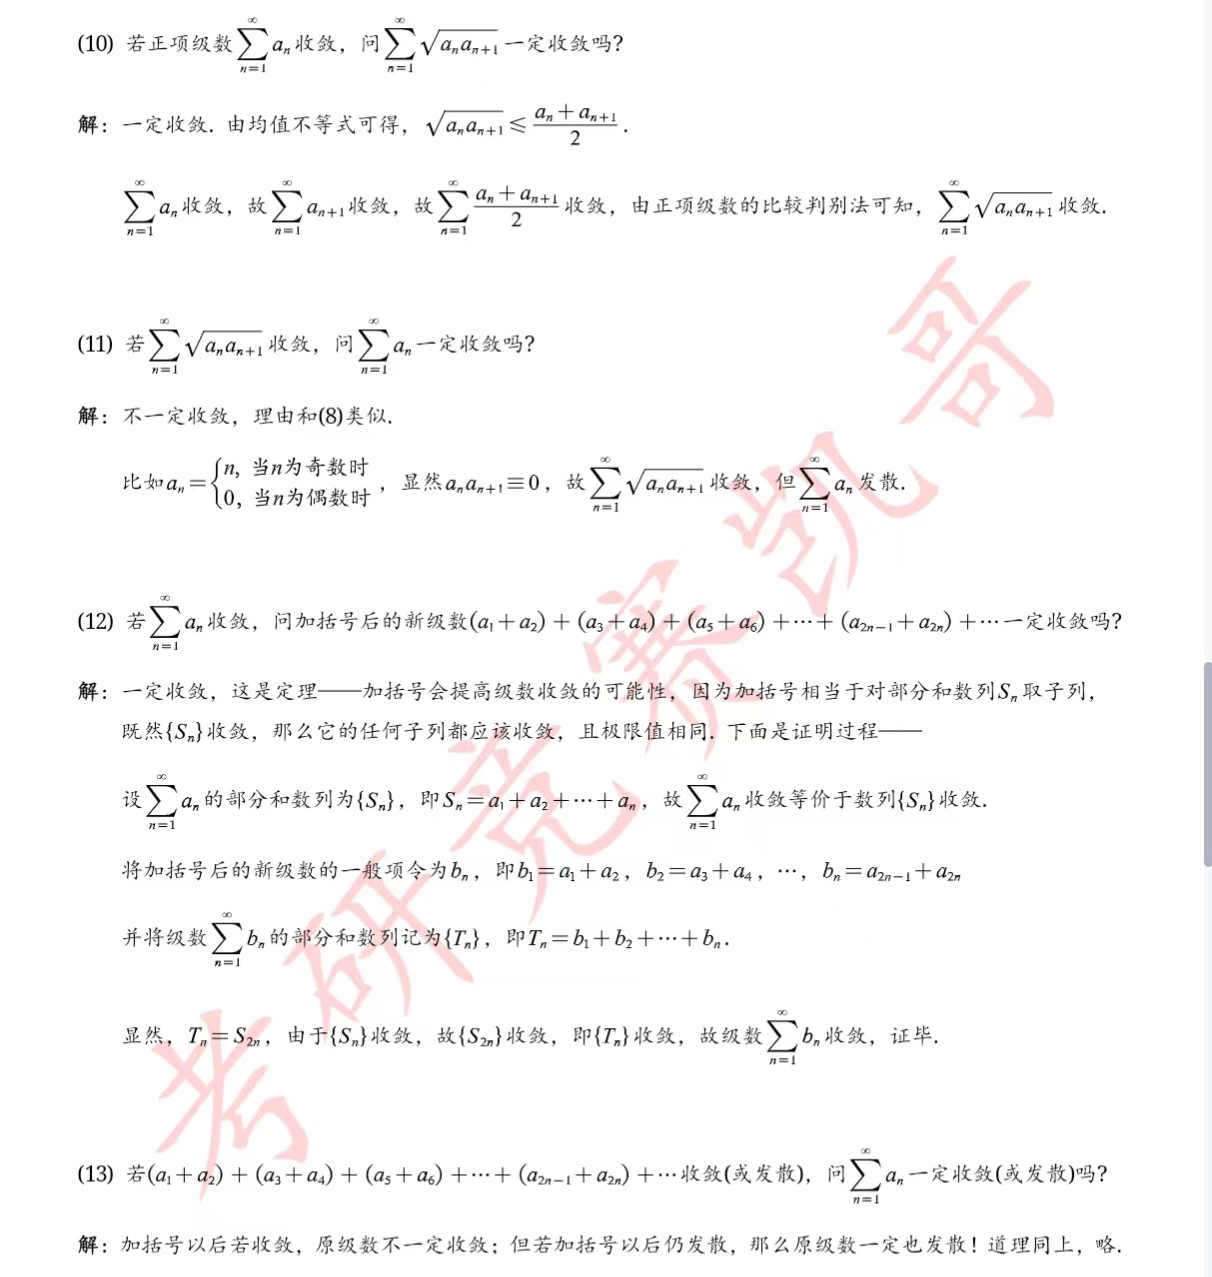 (10) 若正项级数 $\sum_{n=1}^{\infty} a_n$ 收敛，问 $\sum_{n=1}^{\infty} \sqrt{a_n a_{n+1}}$ 一定收敛吗？
解：一定收敛．由均值不等式可得，$\sqrt{a_n a_{n+1}} \leqslant \frac{a_n + a_{n+1}}{2}$．
$\sum_{n=1}^{\infty} a_n$ 收敛，故 $\sum_{n=1}^{\infty} a_{n+1}$ 收敛，故 $\sum_{n=1}^{\infty} \frac{a_n + a_{n+1}}{2}$ 收敛，由正项级数的比较判别法可知，$\sum_{n=1}^{\infty} \sqrt{a_n a_{n+1}}$ 收敛．
(11) 若 $\sum_{n=1}^{\infty} \sqrt{a_n a_{n+1}}$ 收敛，问 $\sum_{n=1}^{\infty} a_n$ 一定收敛吗？
解：不一定收敛，理由和(8)类似．
比如 $a_n = \begin{cases} n, & 当n为奇数时 \\ 0, & 当n为偶数时 \end{cases}$，显然 $a_n a_{n+1} \equiv 0$，故 $\sum_{n=1}^{\infty} \sqrt{a_n a_{n+1}}$ 收敛，但 $\sum_{n=1}^{\infty} a_n$ 发散．
(12) 若 $\sum_{n=1}^{\infty} a_n$ 收敛，问加括号后的新级数 $(a_1 + a_2) + (a_3 + a_4) + (a_5 + a_6) + \cdots + (a_{2n-1} + a_{2n}) + \cdots$ 一定收敛吗？
解：一定收敛，这是定理——加括号会提高级数收敛的可能性，因为加括号相当于对部分和数列 $S_n$ 取子列，
既然 $\{S_n\}$ 收敛，那么它的任何子列都应该收敛，且极限值相同．下面是证明过程——
设 $\sum_{n=1}^{\infty} a_n$ 的部分和数列为 $\{S_n\}$，即 $S_n = a_1 + a_2 + \cdots + a_n$，故 $\sum_{n=1}^{\infty} a_n$ 收敛等价于数列 $\{S_n\}$ 收敛．
将加括号后的新级数的一般项令为 $b_n$，即 $b_1 = a_1 + a_2$，$b_2 = a_3 + a_4$，$\cdots$，$b_n = a_{2n-1} + a_{2n}$
并将级数 $\sum_{n=1}^{\infty} b_n$ 的部分和数列记为 $\{T_n\}$，即 $T_n = b_1 + b_2 + \cdots + b_n$．
显然，$T_n = S_{2n}$，由于 $\{S_n\}$ 收敛，故 $\{S_{2n}\}$ 收敛，即 $\{T_n\}$ 收敛，故级数 $\sum_{n=1}^{\infty} b_n$ 收敛，证毕．
(13) 若 $(a_1 + a_2) + (a_3 + a_4) + (a_5 + a_6) + \cdots + (a_{2n-1} + a_{2n}) + \cdots$ 收敛(或发散)，问 $\sum_{n=1}^{\infty} a_n$ 一定收敛(或发散)吗？
解：加括号以后若收敛，原级数不一定收敛；但若加括号以后仍发散，那么原级数一定也发散！道理同上，略．
考研竞赛凯哥